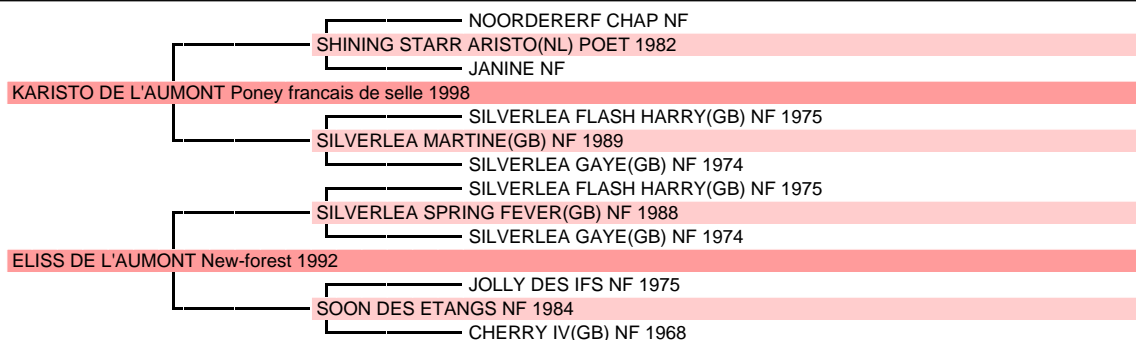 NOORDERERF CHAP NF
SHINING STARR ARISTO(NL) POET 1982
JANINE NF
KARISTO DE L'AUMONT Poney francais de selle 1998
SILVERLEA FLASH HARRY(GB) NF 1975
SILVERLEA MARTINE(GB) NF 1989
SILVERLEA GAYE(GB) NF 1974
SILVERLEA FLASH HARRY(GB) NF 1975
SILVERLEA SPRING FEVER(GB) NF 1988
SILVERLEA GAYE(GB) NF 1974
ELISS DE L'AUMONT New-forest 1992
JOLLY DES IFS NF 1975
SOON DES ETANGS NF 1984
CHERRY IV(GB) NF 1968